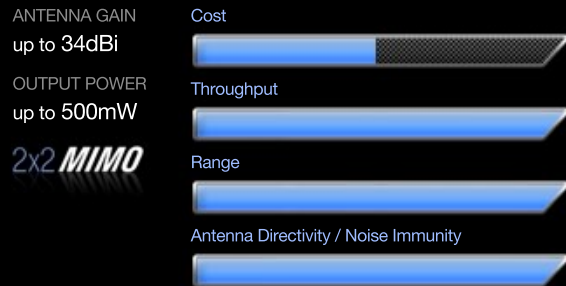 ANTENNA GAIN
up to 34dBi
OUTPUT POWER
up to 500mW
2x2 MIMO
Cost
Throughput
Range
Antenna Directivity / Noise Immunity